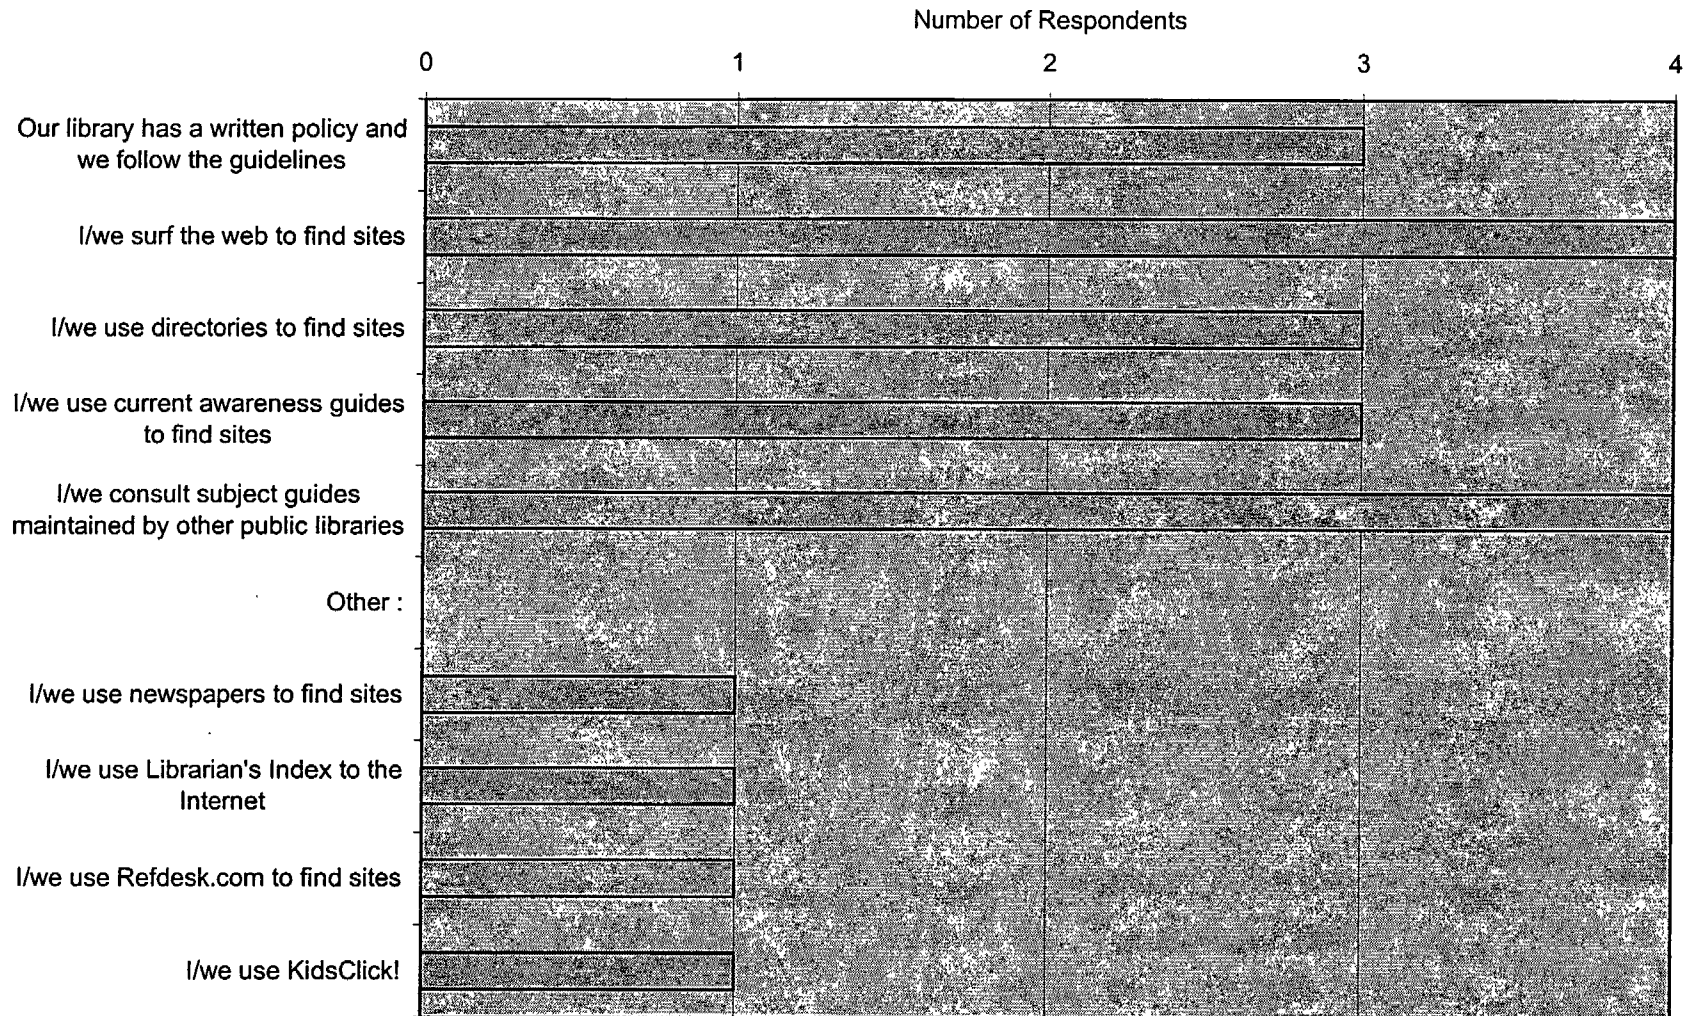 Number of Respondents
0 1 2 3 4
Our library has a written policy and
we follow the guidelines
I/we surf the web to find sites
I/we use directories to find sites
I/we use current awareness guides
to find sites
I/we consult subject guides
maintained by other public libraries
Other :
I/we use newspapers to find sites
I/we use Librarian's Index to the
Internet
I/we use Refdesk.com to find sites
I/we use KidsClick!